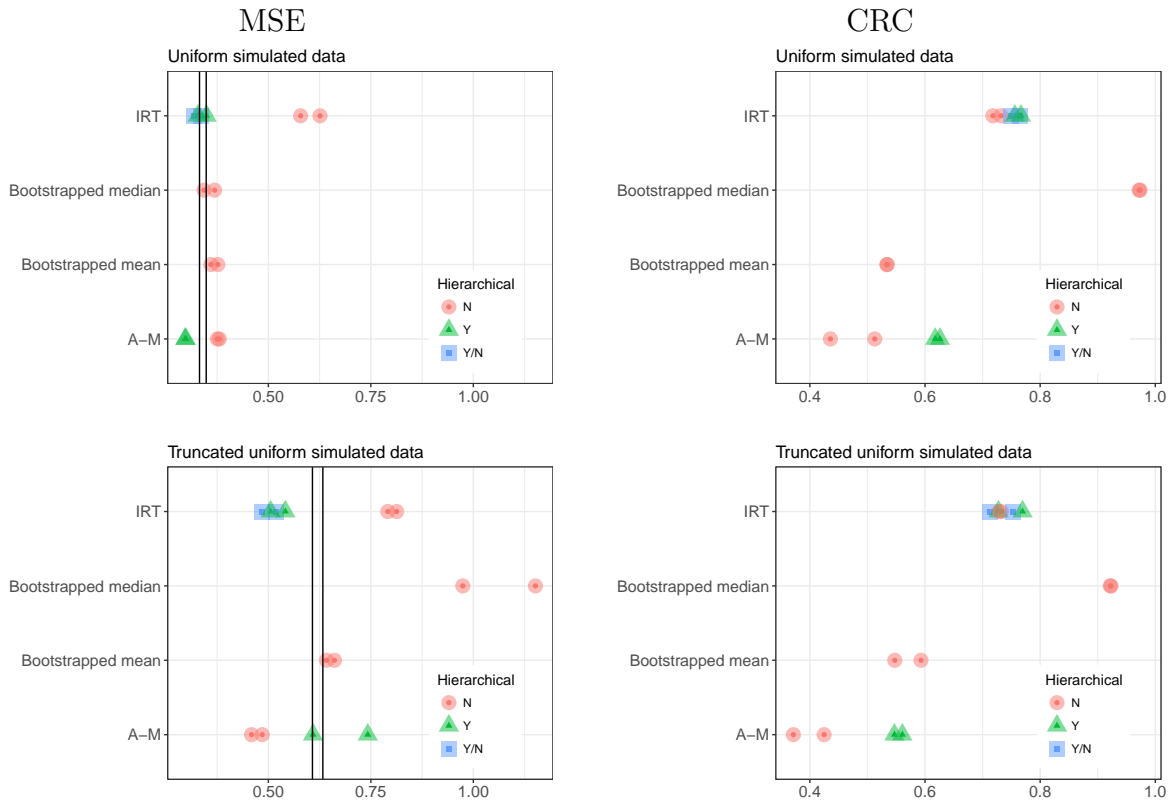 MSE
CRC
Uniform simulated data
IRT
Bootstrapped median
Bootstrapped mean
A−M
Hierarchical
N
Y
Y/N
0.50 0.75 1.00
Uniform simulated data
IRT
Bootstrapped median
Bootstrapped mean
A−M
Hierarchical
N
Y
Y/N
0.4 0.6 0.8 1.0
Truncated uniform simulated data
IRT
Bootstrapped median
Bootstrapped mean
A−M
Hierarchical
N
Y
Y/N
0.50 0.75 1.00
Truncated uniform simulated data
IRT
Bootstrapped median
Bootstrapped mean
A−M
Hierarchical
N
Y
Y/N
0.4 0.6 0.8 1.0